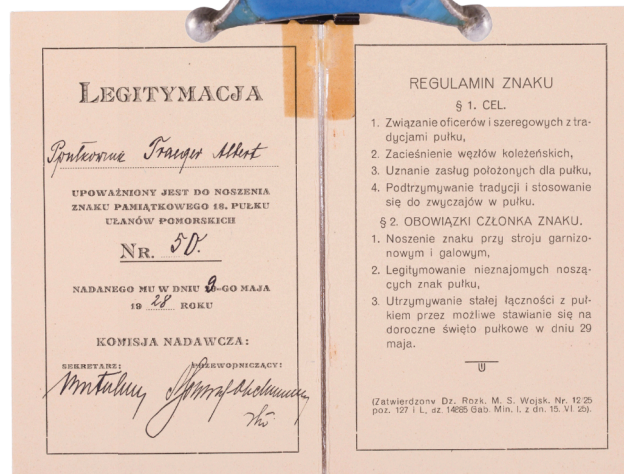 LEGITYMACJA
Ppułkownik Traeger Albert
UPOWAŻNIONY JEST DO NOSZENIA
ZNAKU PAMIĄTKOWEGO 18. PUŁKU
UŁANÓW POMORSKICH
NR. 50.
NADANEGO MU W DNIU 9-GO MAJA
19 28 ROKU
KOMISJA NADAWCZA:
SEKRETARZ: PRZEWODNICZĄCY:
REGULAMIN ZNAKU
§ 1. CEL.
1. Związanie oficerów i szeregowych z tra-
dycjami pułku,
2. Zacieśnienie węzłów koleżeńskich,
3. Uznanie zasług położonych dla pułku,
4. Podtrzymywanie tradycji i stosowanie
się do zwyczajów w pułku.
§ 2. OBOWIĄZKI CZŁONKA ZNAKU.
1. Noszenie znaku przy stroju garnizo-
nowym i galowym,
2. Legitymowanie nieznajomych noszą-
cych znak pułku,
3. Utrzymywanie stałej łączności z puł-
kiem przez możliwe stawianie się na
doroczne święto pułkowe w dniu 29
maja.
(Zatwierdzony Dz. Rozk. M. S. Wojsk. Nr. 12/25
poz. 127 i L. dz. 14865 Gab. Min. I. z dn. 15. VI. 25).